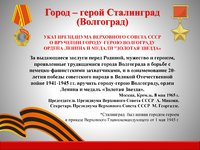 Город – герой Сталинград
(Волгоград)
УКАЗ ПРЕЗИДИУМА ВЕРХОВНОГО СОВЕТА СССР
О ВРУЧЕНИИ ГОРОДУ ГЕРОЮ ВОЛГОГРАДУ
ОРДЕНА ЛЕНИНА И МЕДАЛИ "ЗОЛОТАЯ ЗВЕЗДА"
За выдающиеся заслуги перед Родиной, мужество и героизм,
проявленные трудящимися города Волгограда в борьбе с
немецко-фашистскими захватчиками, и в ознаменование 20-
летия победы советского народа в Великой Отечественной
войне 1941-1945 гг. вручить городу-герою Волгограду орден
Ленина и медаль «Золотая Звезда».
Москва, Кремль. 8 мая 1965 г.
Председатель Президиума Верховного Совета СССР А. Микоян.
Секретарь Президиума Верховного Совета СССР М. Георгадзе.
*Сталинград был назван городом-героем
в приказе Верховного Главнокомандующего от 1 мая 1945 г.